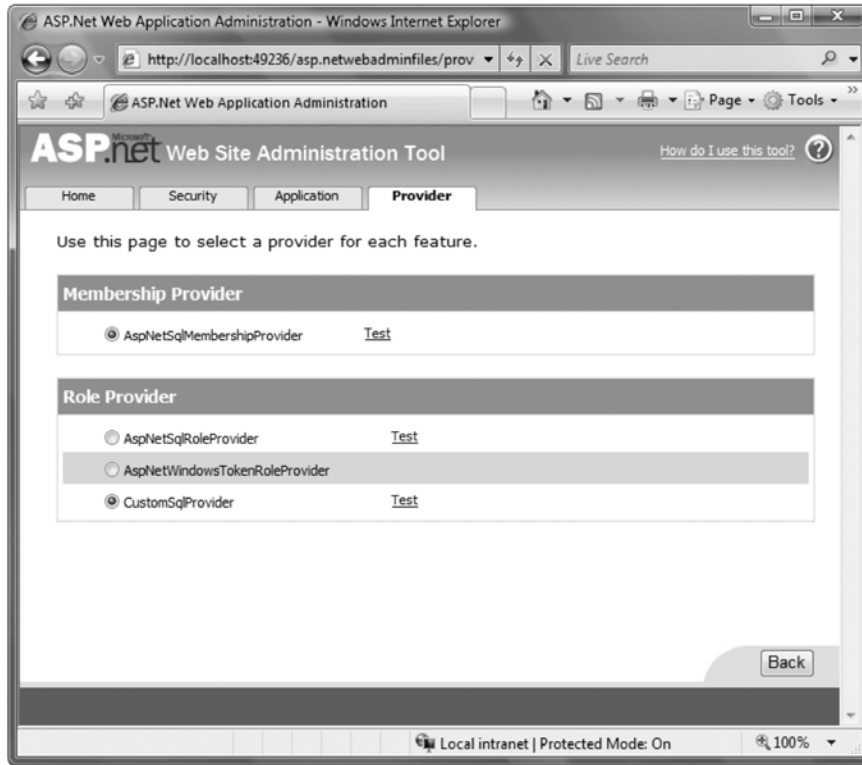 ASP.Net Web Application Administration - Windows Internet Explorer
http://localhost:49236/asp.netwebadminfiles/prov
Live Search
ASP.Net Web Application Administration
Page
Tools
»
Microsoft
ASP.net Web Site Administration Tool
How do I use this tool? ?
Home Security Application Provider
Use this page to select a provider for each feature.
Membership Provider
AspNetSqlMembershipProvider Test
Role Provider
AspNetSqlRoleProvider Test
AspNetWindowsTokenRoleProvider
CustomSqlProvider Test
Back
Local intranet | Protected Mode: On 100%